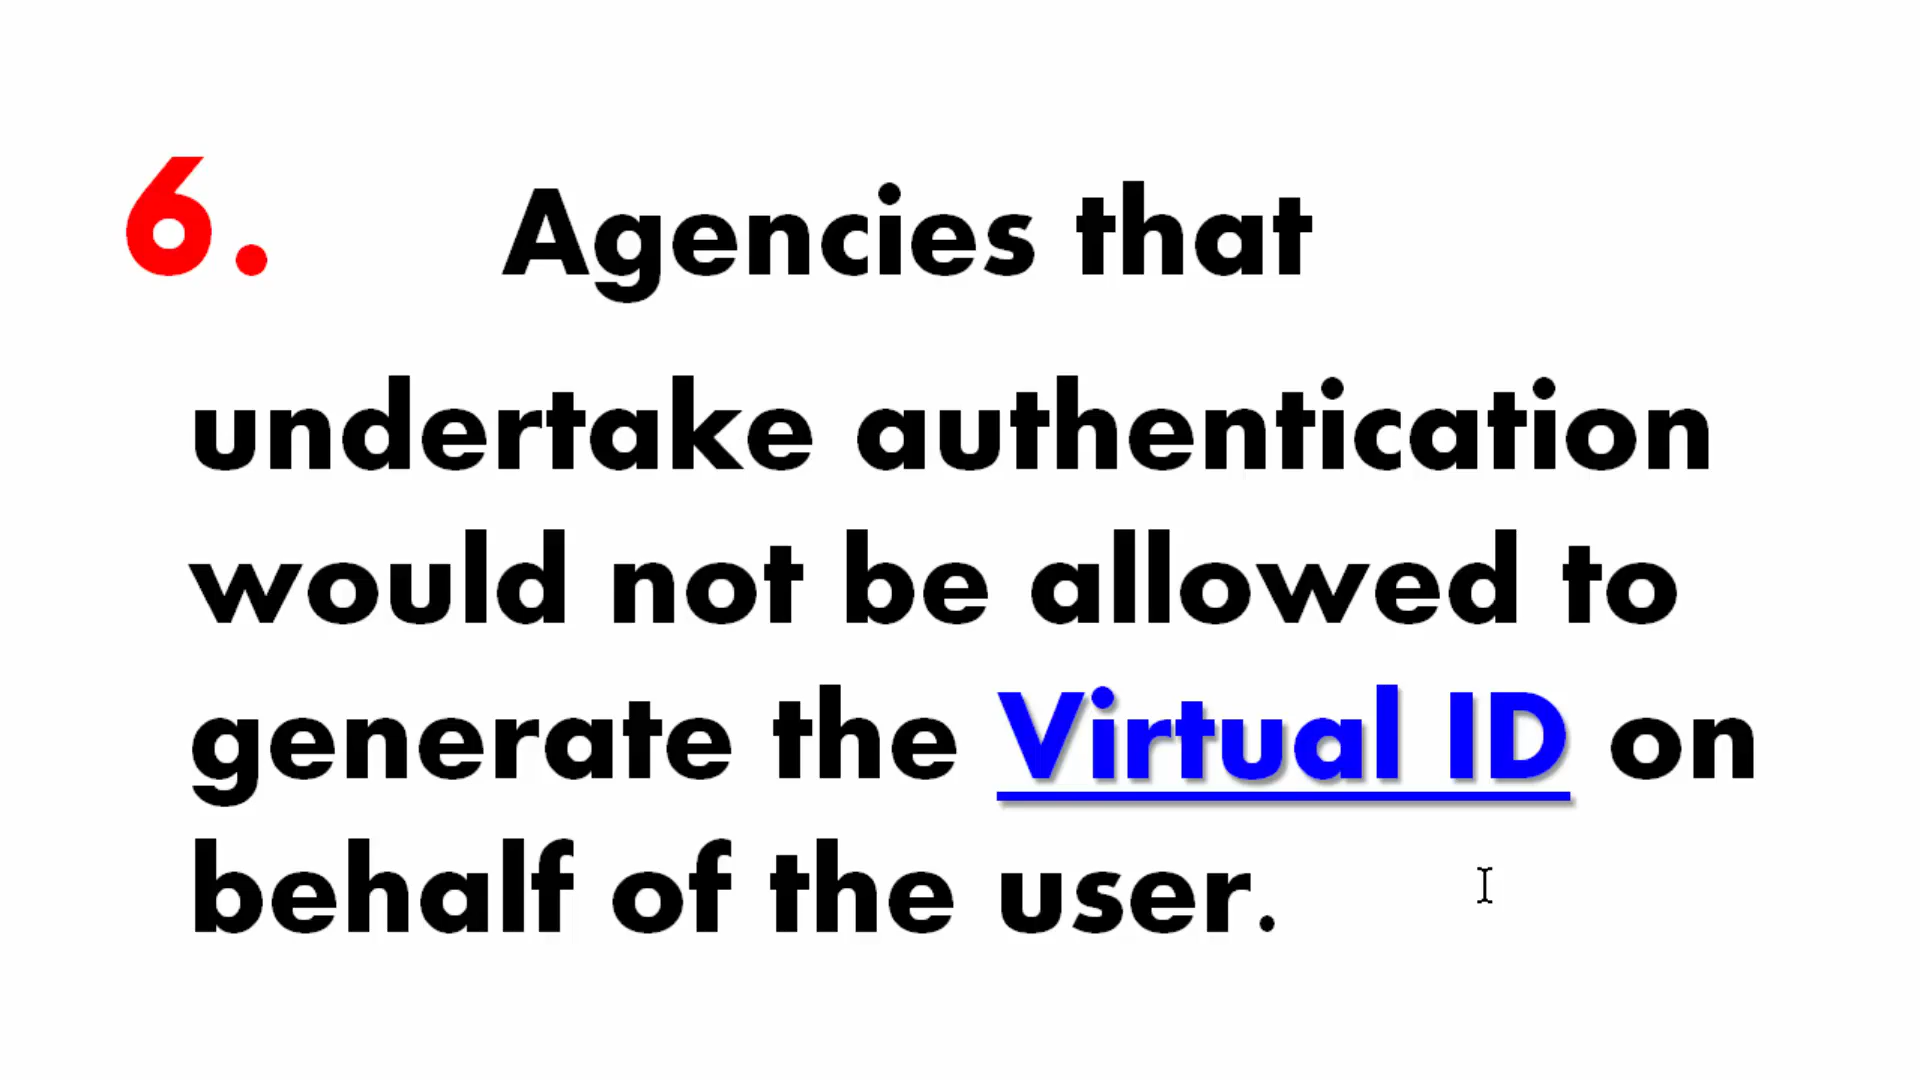 6. Agencies that
undertake authentication
would not be allowed to
generate the Virtual ID on
behalf of the user.